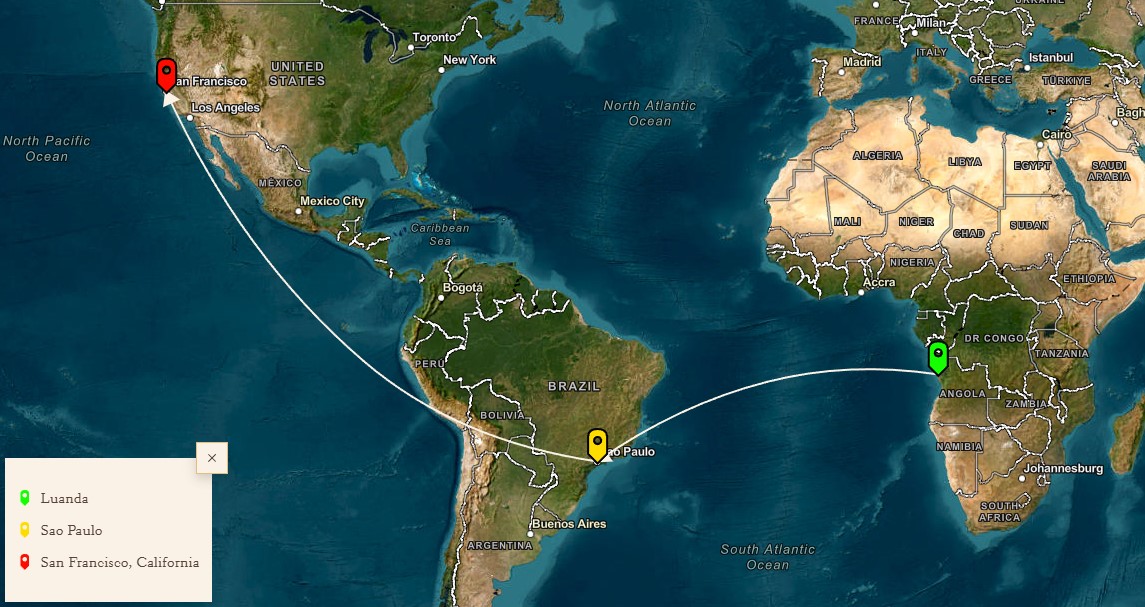 UKRAINE
FRANCE
Milan
Toronto
ITALY
Istanbul
New York
Madrid
UNITED
STATES
GREECE
TÜRKIYE
an Francisco
Los Angeles
North Atlantic
Ocean
Bagh
Cairo
North Pacific
Ocean
ALGERIA
LIBYA
EGYPT
SAUDI
ARABIA
MÉXICO
Mexico City
Caribbean
Sea
MALI
NIGER
CHAD
SUDAN
NIGERIA
ETHIOPIA
Bogotá
Accra
DR CONGO
TANZANIA
PERÚ
BRAZIL
ANGOLA
ZAMBIA
BOLIVIA
ao Paulo
NAMIBIA
Johannesburg
SOUTH
AFRICA
Buenos Aires
ARGENTINA
South Atlantic
Ocean
×
Luanda
Sao Paulo
San Francisco, California